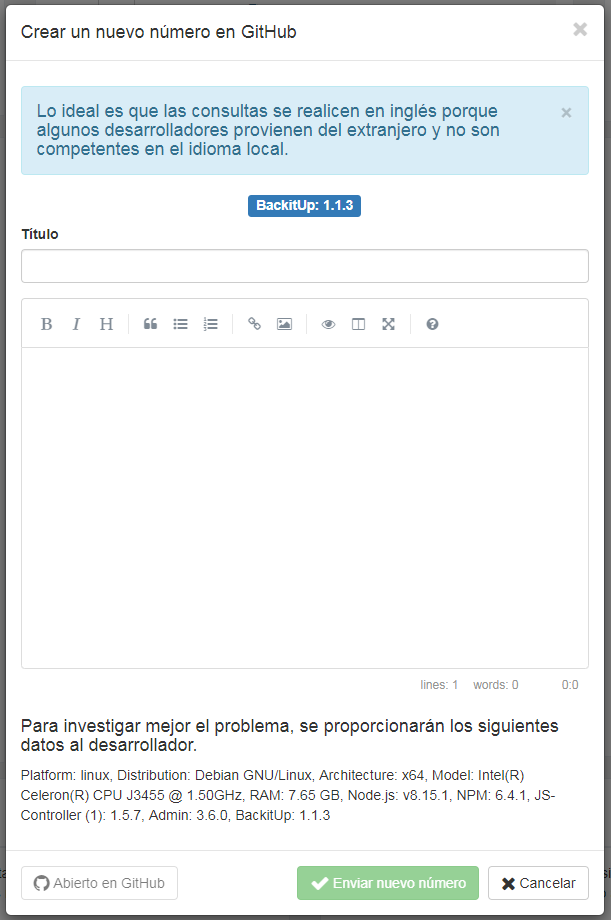 Crear un nuevo número en GitHub
×
Lo ideal es que las consultas se realicen en inglés porque
algunos desarrolladores provienen del extranjero y no son
competentes en el idioma local.
×
BackitUp: 1.1.3
Título
B I H
lines: 1 words: 0 0:0
Para investigar mejor el problema, se proporcionarán los siguientes
datos al desarrollador.
Platform: linux, Distribution: Debian GNU/Linux, Architecture: x64, Model: Intel(R)
Celeron(R) CPU J3455 @ 1.50GHz, RAM: 7.65 GB, Node.js: v8.15.1, NPM: 6.4.1, JS-
Controller (1): 1.5.7, Admin: 3.6.0, BackitUp: 1.1.3
Abierto en GitHub
Enviar nuevo número
Cancelar